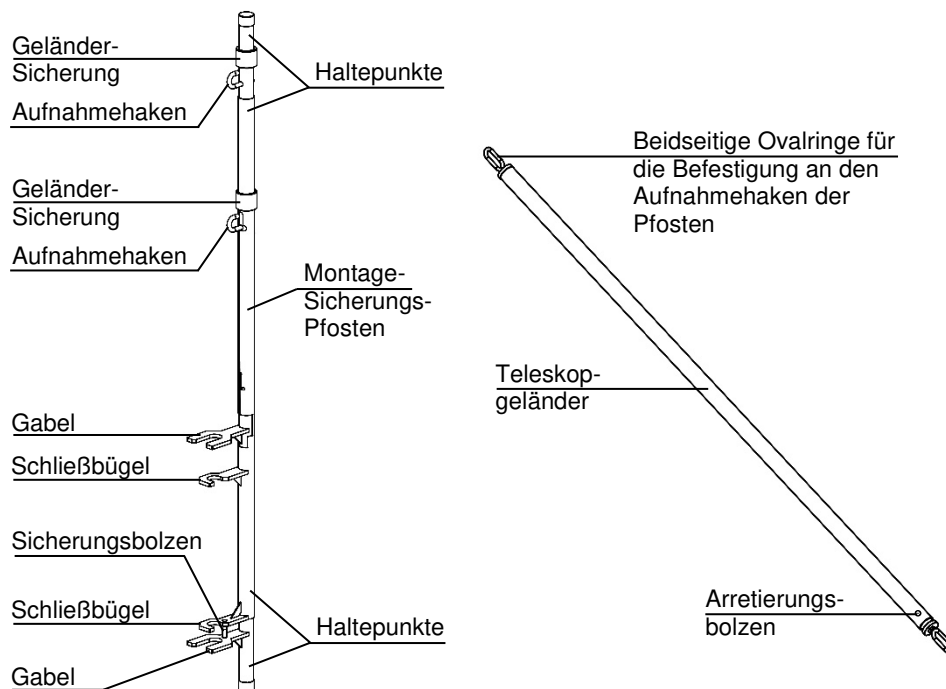 Geländer-
Sicherung
Aufnahmehaken
Geländer-
Sicherung
Aufnahmehaken
Gabel
Schließbügel
Sicherungsbolzen
Schließbügel
Gabel
Haltepunkte
Montage-
Sicherungs-
Pfosten
Haltepunkte
Beidseitige Ovalringe für
die Befestigung an den
Aufnahmehaken der
Pfosten
Teleskop-
geländer
Arretierungs-
bolzen